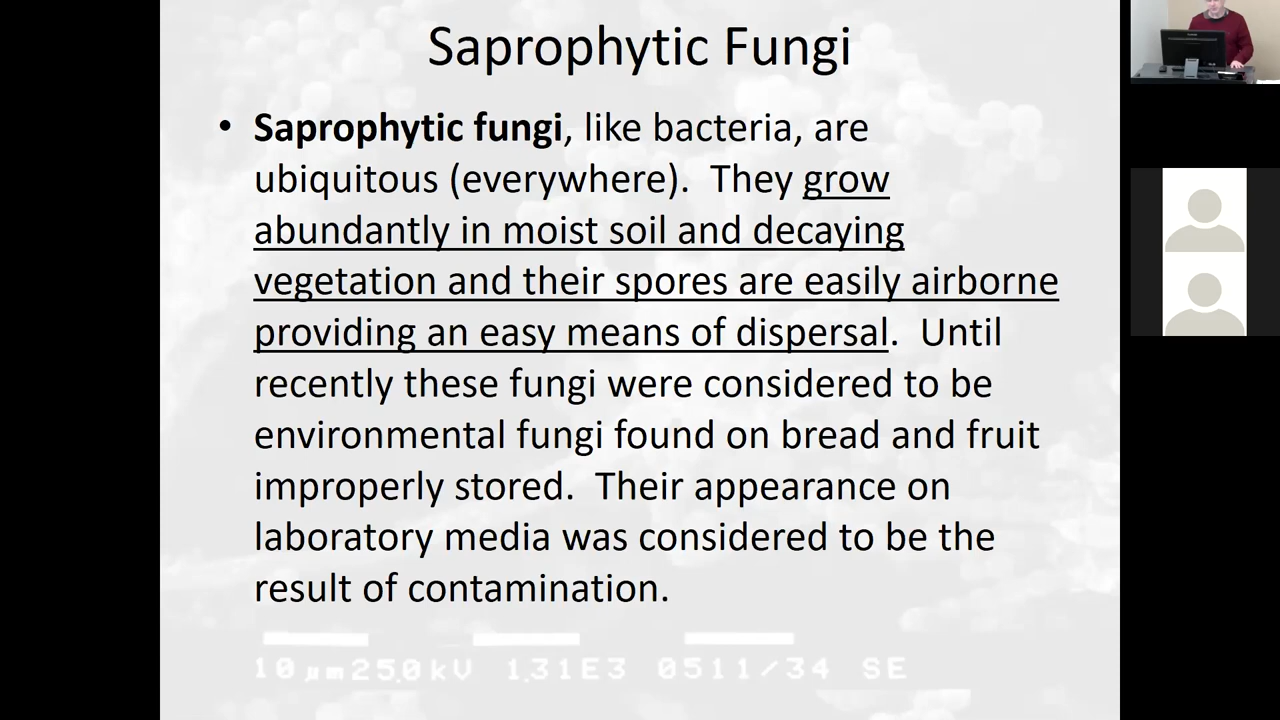 Saprophytic Fungi
• Saprophytic fungi, like bacteria, are
ubiquitous (everywhere). They grow
abundantly in moist soil and decaying
vegetation and their spores are easily airborne
providing an easy means of dispersal. Until
recently these fungi were considered to be
environmental fungi found on bread and fruit
improperly stored. Their appearance on
laboratory media was considered to be the
result of contamination.
10µm25.0kV 1.31E3 0511/34 SE